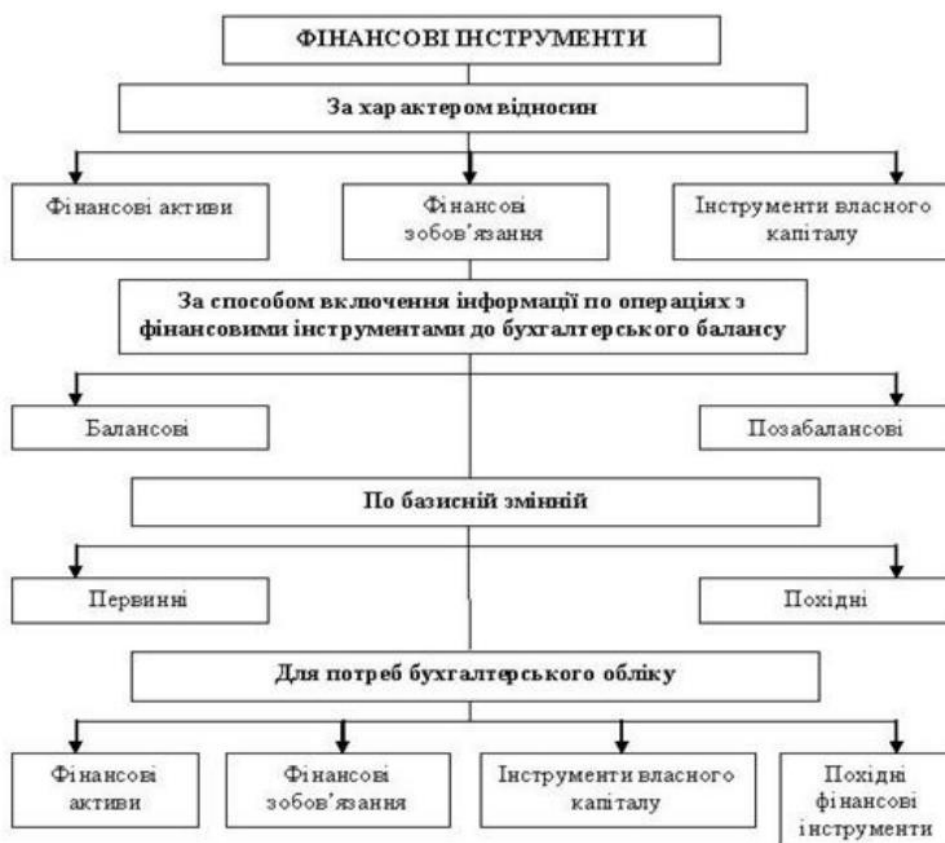 ФІНАНСОВІ ІНСТРУМЕНТИ
За характером відносин
Фінансові активи
Фінансові
зобов’язання
Інструменти власного
капіталу
За способом включення інформації по операціях з
фінансовими інструментами до бухгалтерського балансу
Балансові
Позабалансові
По базисній змінній
Первинні
Похідні
Для потреб бухгалтерського обліку
Фінансові
активи
Фінансові
зобов’язання
Інструменти власного
капіталу
Похідні
фінансові
інструменти